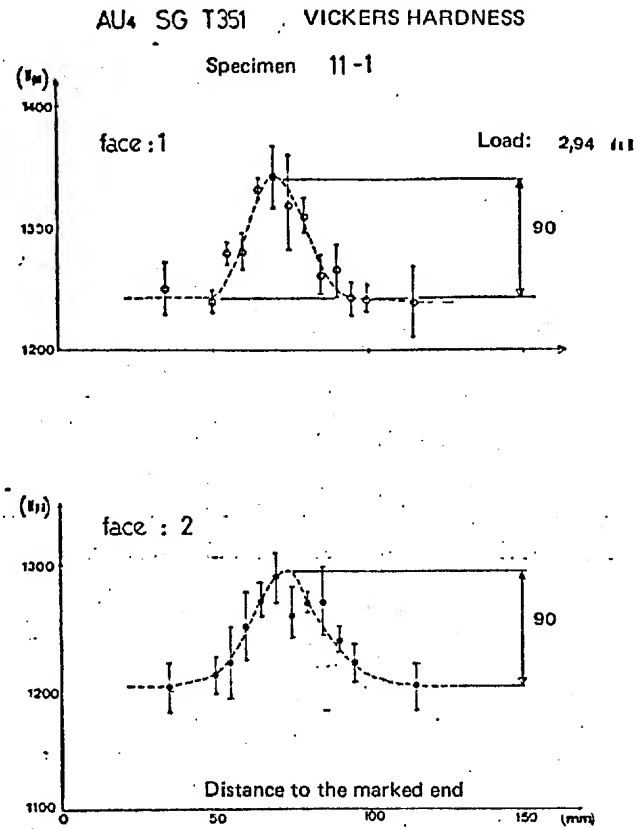 AU4 SG T351 VICKERS HARDNESS
Specimen 11-1
1400
face : 1
Load: 2,94
1300
90
1200
face : 2
1300
90
1200
Distance to the marked end
1100
0 50 100 150 (mm)